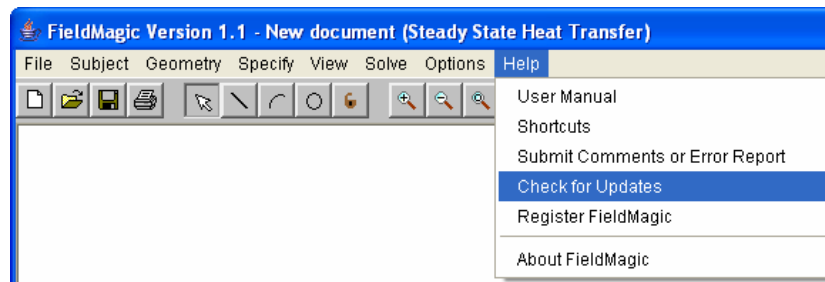 FieldMagic Version 1.1 - New document (Steady State Heat Transfer)
File Subject Geometry Specify View Solve Options Help
User Manual
Shortcuts
Submit Comments or Error Report
Check for Updates
Register FieldMagic
About FieldMagic